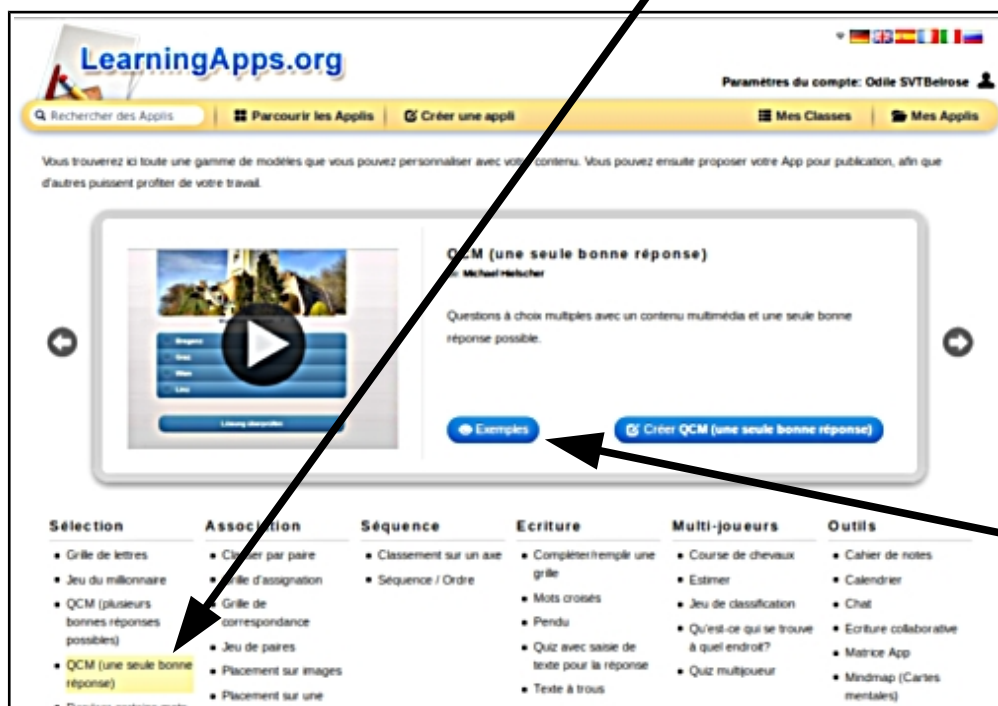 LearningApps.org
Paramètres du compte: Odile SVTBelrose
Rechercher des Applis
Parcourir les Applis
Créer une appli
Mes Classes
Mes Applis
Vous trouverez ici toute une gamme de modèles que vous pouvez personnaliser avec votre contenu. Vous pouvez ensuite proposer votre App pour publication, afin que
d'autres puissent profiter de votre travail.
QCM (une seule bonne réponse)
Michael Hielscher
Questions à choix multiples avec un contenu multimédia et une seule bonne
réponse possible.
Bregenz
Graz
Wien
Linz
Lösung überprüfen
Exemples
Créer QCM (une seule bonne réponse)
Sélection
Grille de lettres
Jeu du millionnaire
QCM (plusieurs
bonnes réponses
possibles)
QCM (une seule bonne
réponse)
Association
Classer par paire
Grille d'assignation
Grille de
correspondance
Jeu de paires
Placement sur images
Placement sur une
Séquence
Classement sur un axe
Séquence / Ordre
Ecriture
Compléter/remplir une
grille
Mots croisés
Pendu
Quiz avec saisie de
texte pour la réponse
Texte à trous
Multi-joueurs
Course de chevaux
Estimer
Jeu de classification
Qu'est-ce qui se trouve
à quel endroit?
Quiz multijoueur
Outils
Cahier de notes
Calendrier
Chat
Ecriture collaborative
Matrice App
Mindmap (Cartes
mentales)